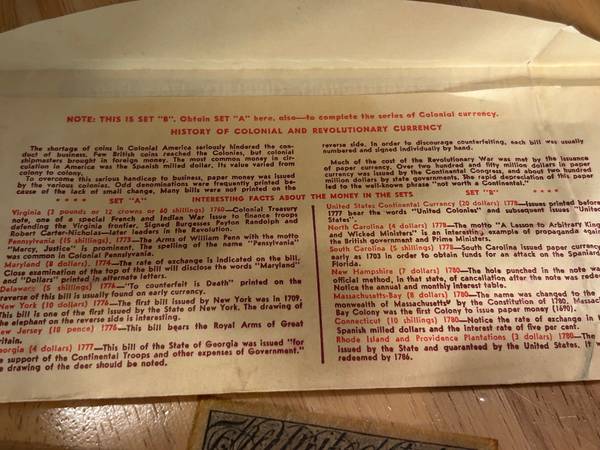 NOTE: THIS IS SET "B". Obtain SET "A" here, also—to complete the series of Colonial currency.
HISTORY OF COLONIAL AND REVOLUTIONARY CURRENCY
The shortage of coins in Colonial America seriously hindered the con-
duct of business. Few British coins reached the Colonies, but colonial
shipmasters brought in foreign money. The most common money in cir-
culation in America was the Spanish milled dollar. Its value varied from
colony to colony.
To overcome this serious handicap to business, paper money was issued
by the various colonies. Odd denominations were frequently printed be-
cause of the lack of small change. Many bills were not printed on the
reverse side. In order to discourage counterfeiting, each bill was usually
numbered and signed individually by hand.
Much of the cost of the Revolutionary War was met by the issuance
of paper currency. Over two hundred and fifty million dollars in paper
currency was issued by the Continental Congress, and about two hundred
million dollars by state governments. The rapid depreciation of this paper
led to the well-known phrase "not worth a Continental."
INTERESTING FACTS ABOUT THE MONEY IN THE SETS
* * * * SET "A"
Virginia (3 pounds or 12 crowns or 60 shillings) 1760—Colonial Treasury
note, one of a special French and Indian War issue to finance troops
defending the Virginia frontier. Signed Burgesses Peyton Randolph and
Robert Carter-Nicholas—later leaders in the Revolution.
Pennsylvania (15 shillings), 1773—The Arms of William Penn with the motto
"Mercy, Justice" is prominent. The spelling of the name "Pensylvania"
was common in Colonial Pennsylvania.
Maryland (8 dollars), 1774—The rate of exchange is indicated on the bill.
Close examination of the top of the bill will disclose the words "Maryland"
and "Dollars" printed in alternate letters.
Delaware (5 shillings) 1776—"To counterfeit is Death" printed on the
reverse of this bill is usually found on early currency.
New York (10 dollars) 1776—The first bill issued by New York was in 1709.
This bill is one of the first issued by the State of New York. The drawing of
the elephant on the reverse side is interesting.
New Jersey (18 pence) 1776—This bill bears the Royal Arms of Great
Britain.
Georgia (4 dollars) 1777—This bill of the State of Georgia was issued "for
the support of the Continental Troops and other expenses of Government."
The drawing of the deer should be noted.
SET "B" * * * *
United States Continental Currency (20 dollars) 1778—Issues printed before
1777 bear the words "United Colonies" and subsequent issues "United
States".
North Carolina (4 dollars) 1778—The motto "A Lesson to Arbitrary King
and Wicked Ministers" is an interesting example of propaganda again
the British government and Prime Ministers.
South Carolina (5 shillings) 1778—South Carolina issued paper currency
early as 1703 in order to obtain funds for an attack on the Spaniard
Florida.
New Hampshire (7 dollars) 1780—The hole punched in the note wa
official method, in that state of cancellation after the note was redee
Notice the annual and monthly interest table.
Massachusetts-Bay (8 dollars) 1780—The name was changed to the
monwealth of Massachusetts" by the Constitution of 1780. Massach
Bay Colony was the first Colony to issue paper money (1690).
Connecticut (10 shillings) 1780—Notice the rate of exchange in
Spanish milled dollars and the interest rate of five per cent.
Rhode Island and Providence Plantations (3 dollars) 1780—The
issued by the State and guaranteed by the United States. It
redeemed by 1786.
The United